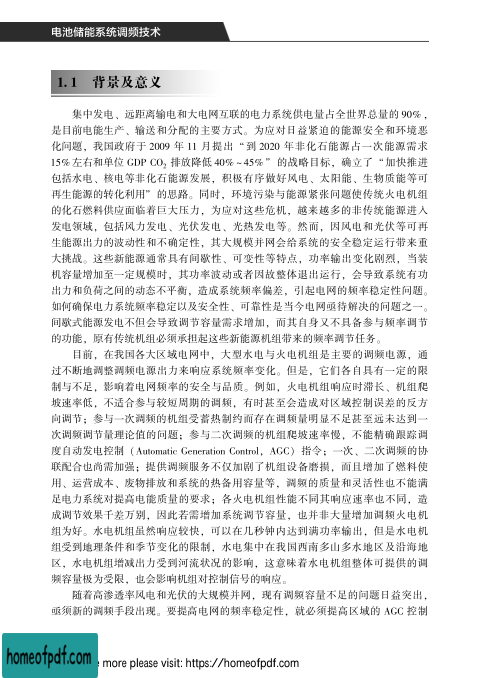 电池储能系统调频技术
1.1 背景及意义
集中发电、远距离输电和大电网互联的电力系统供电量占全世界总量的 90%，
是目前电能生产、输送和分配的主要方式。为应对日益紧迫的能源安全和环境恶
化问题，我国政府于 2009 年 11 月提出“到 2020 年非化石能源占一次能源需求
15%左右和单位 GDP CO₂ 排放降低 40%~45%”的战略目标，确立了“加快推进
包括水电、核电等非化石能源发展，积极有序做好风电、太阳能、生物质能等可
再生能源的转化利用”的思路。同时，环境污染与能源紧张问题使传统火电机组
的化石燃料供应面临着巨大压力，为应对这些危机，越来越多的非传统能源进入
发电领域，包括风力发电、光伏发电、光热发电等。然而，因风电和光伏等可再
生能源出力的波动性和不确定性，其大规模并网会给系统的安全稳定运行带来重
大挑战。这些新能源通常具有间歇性、可变性等特点，功率输出变化剧烈，当装
机容量增加至一定规模时，其功率波动或者因故整体退出运行，会导致系统有功
出力和负荷之间的动态不平衡，造成系统频率偏差，引起电网的频率稳定性问题。
如何确保电力系统频率稳定以及安全性、可靠性是当今电网亟待解决的问题之一。
间歇式能源发电不但会导致调节容量需求增加，而其自身又不具备参与频率调节
的功能，原有传统机组必须承担起这些新能源机组带来的频率调节任务。
目前，在我国各大区域电网中，大型水电与火电机组是主要的调频电源，通
过不断地调整调频电源出力来响应系统频率变化。但是，它们各自具有一定的限
制与不足，影响着电网频率的安全与品质。例如，火电机组响应时滞长、机组爬
坡速率低，不适合参与较短周期的调频，有时甚至会造成对区域控制误差的反方
向调节；参与一次调频的机组受蓄热制约而存在调频量明显不足甚至远未达到一
次调频调节量理论值的问题；参与二次调频的机组爬坡速率慢，不能精确跟踪调
度自动发电控制（Automatic Generation Control，AGC）指令；一次、二次调频的协
联配合也尚需加强；提供调频服务不仅加剧了机组设备磨损，而且增加了燃料使
用、运营成本、废物排放和系统的热备用容量等，调频的质量和灵活性也不能满
足电力系统对提高电能质量的要求；各火电机组性能不同其响应速率也不同，造
成调节效果千差万别，因此若需增加系统调节容量，也并非大量增加调频火电机
组为好。水电机组虽然响应较快，可以在几秒钟内达到满功率输出，但是水电机
组受到地理条件和季节变化的限制，水电集中在我国西南多山多水地区及沿海地
区，水电机组增减出力受到河流状况的影响，这意味着水电机组整体可提供的调
频容量极为受限，也会影响机组对控制信号的响应。
随着高渗透率风电和光伏的大规模并网，现有调频容量不足的问题日益突出，
亟须新的调频手段出现。要提高电网的频率稳定性，就必须提高区域的 AGC 控制
homeofpdf.com
e more please visit: https://homeofpdf.com